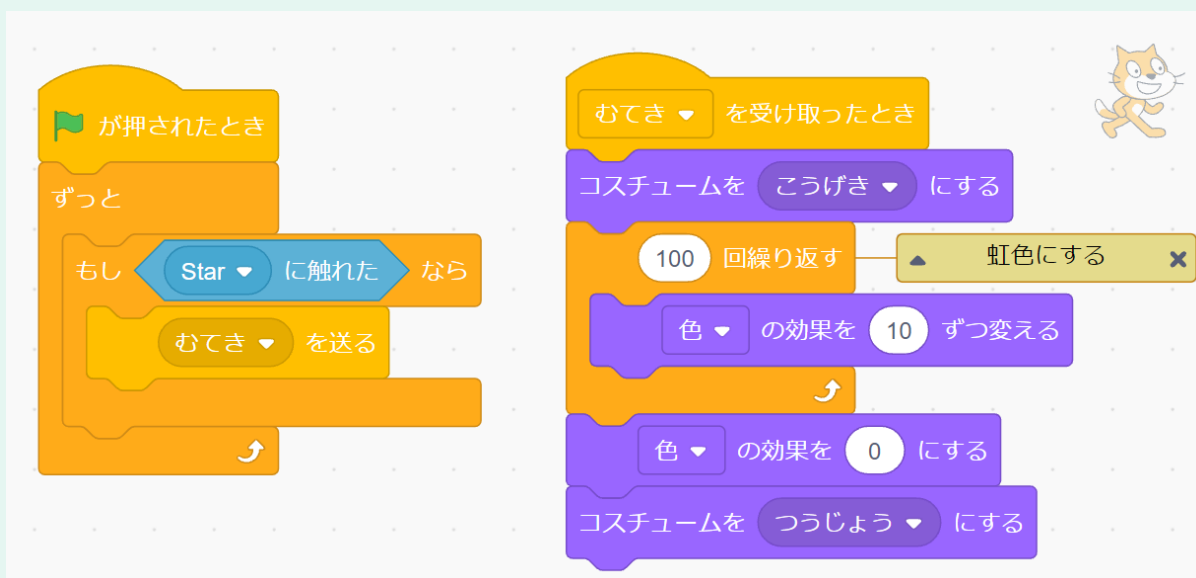 が押されたとき
ずっと
もし Star に触れた なら
むてき を送る
むてき を受け取ったとき
コスチュームを こうげき にする
100 回繰り返す
虹色にする
色 の効果を 10 ずつ変える
色 の効果を 0 にする
コスチュームを つうじょう にする